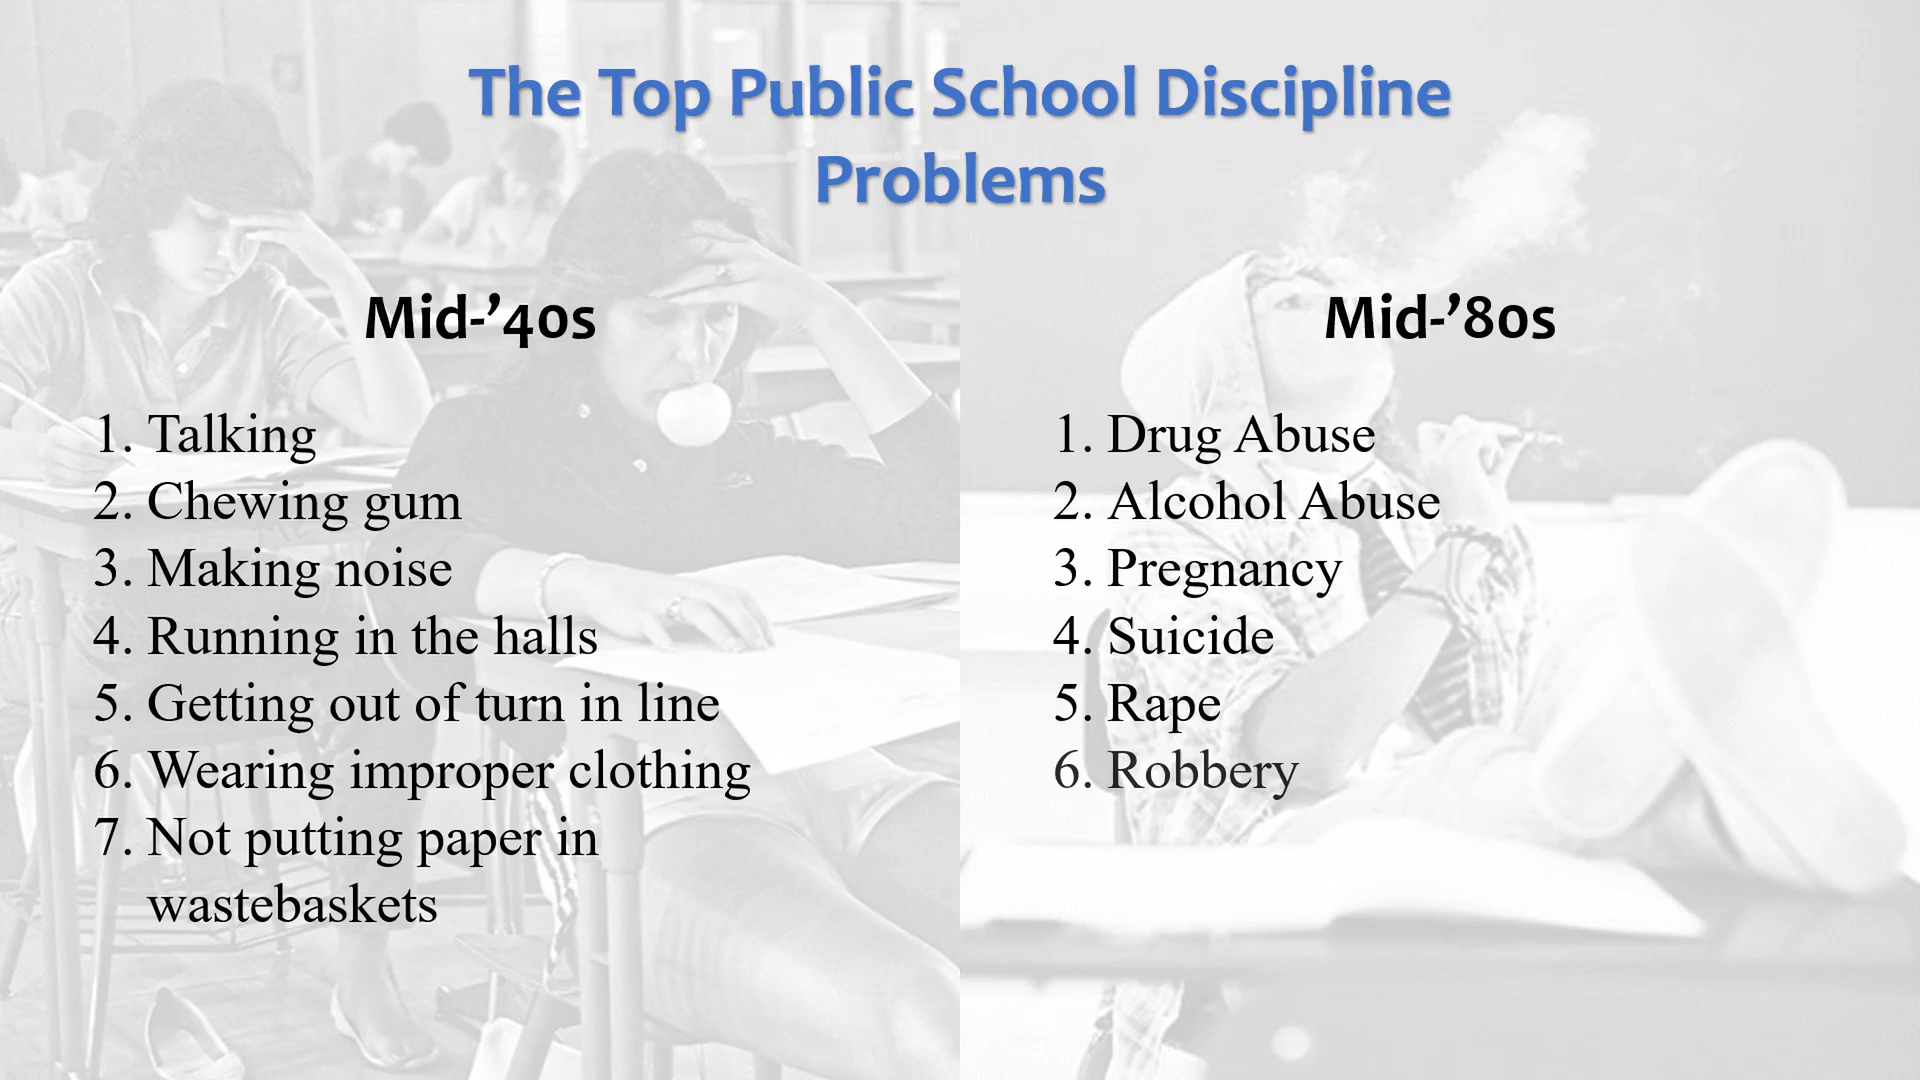 The Top Public School Discipline
Problems
Mid-’40s
1. Talking
2. Chewing gum
3. Making noise
4. Running in the halls
5. Getting out of turn in line
6. Wearing improper clothing
7. Not putting paper in
wastebaskets
Mid-’80s
1. Drug Abuse
2. Alcohol Abuse
3. Pregnancy
4. Suicide
5. Rape
6. Robbery